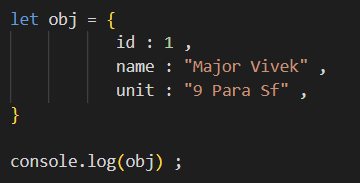 let obj = {
id : 1 ,
name : "Major Vivek" ,
unit : "9 Para Sf" ,
}
console.log(obj) ;